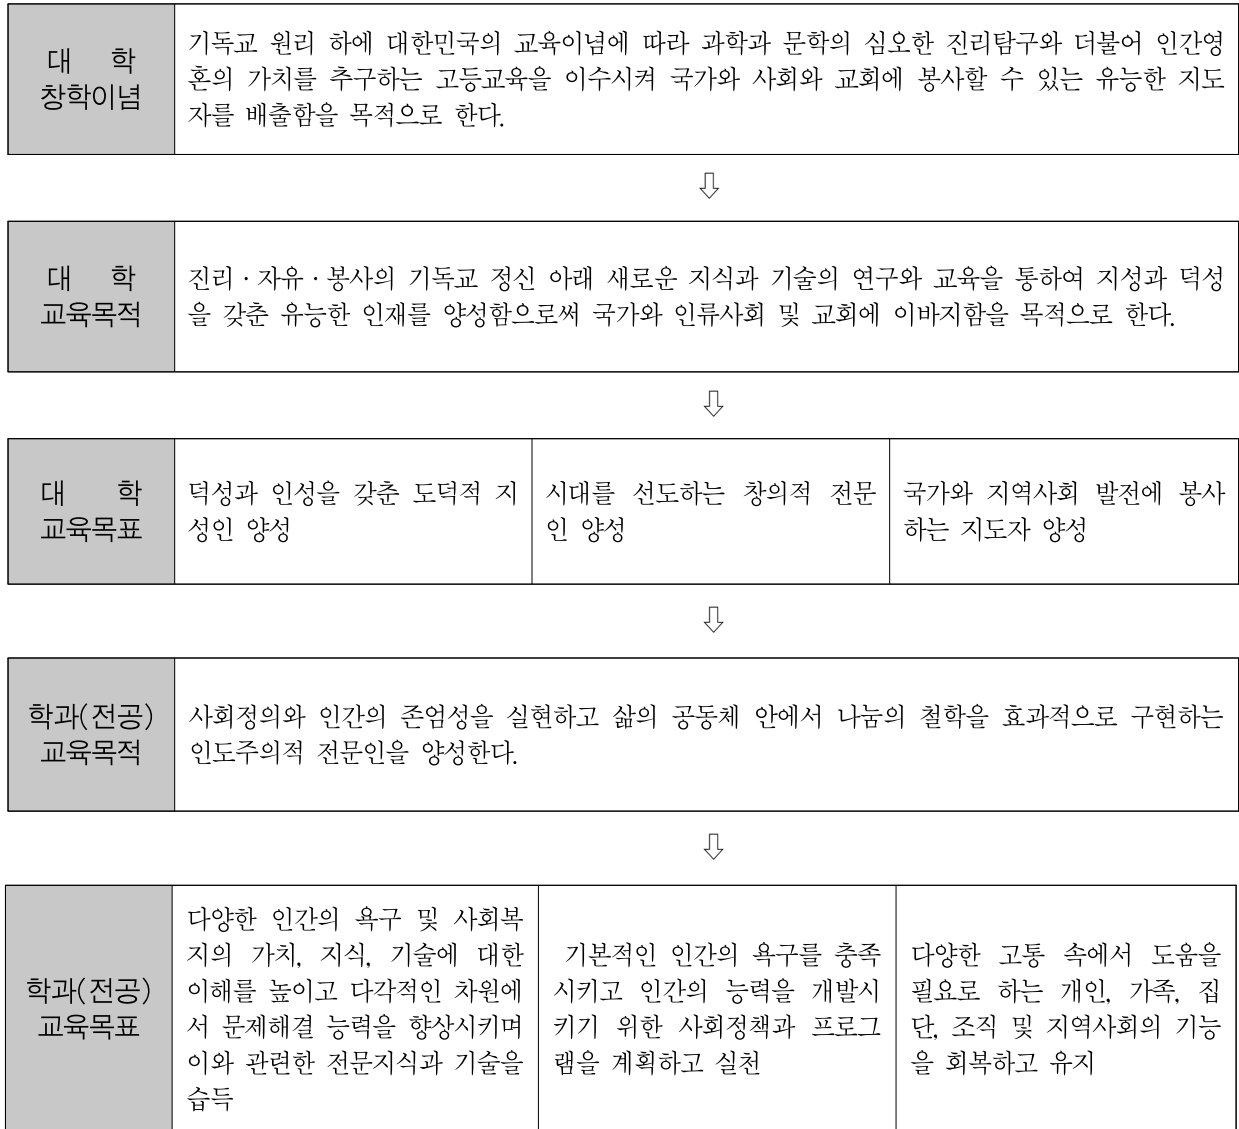 대 학
창학이념
기독교 원리 하에 대한민국의 교육이념에 따라 과학과 문학의 심오한 진리탐구와 더불어 인간영
혼의 가치를 추구하는 고등교육을 이수시켜 국가와 사회와 교회에 봉사할 수 있는 유능한 지도
자를 배출함을 목적으로 한다.
⇩
대 학
교육목적
진리·자유·봉사의 기독교 정신 아래 새로운 지식과 기술의 연구와 교육을 통하여 지성과 덕성
을 갖춘 유능한 인재를 양성함으로써 국가와 인류사회 및 교회에 이바지함을 목적으로 한다.
⇩
대 학
교육목표
덕성과 인성을 갖춘 도덕적 지
성인 양성
시대를 선도하는 창의적 전문
인 양성
국가와 지역사회 발전에 봉사
하는 지도자 양성
⇩
학과(전공)
교육목적
사회정의와 인간의 존엄성을 실현하고 삶의 공동체 안에서 나눔의 철학을 효과적으로 구현하는
인도주의적 전문인을 양성한다.
⇩
학과(전공)
교육목표
다양한 인간의 욕구 및 사회복
지의 가치, 지식, 기술에 대한
이해를 높이고 다각적인 차원에
서 문제해결 능력을 향상시키며
이와 관련한 전문지식과 기술을
습득
기본적인 인간의 욕구를 충족
시키고 인간의 능력을 개발시
키기 위한 사회정책과 프로그
램을 계획하고 실천
다양한 고통 속에서 도움을
필요로 하는 개인, 가족, 집
단, 조직 및 지역사회의 기능
을 회복하고 유지